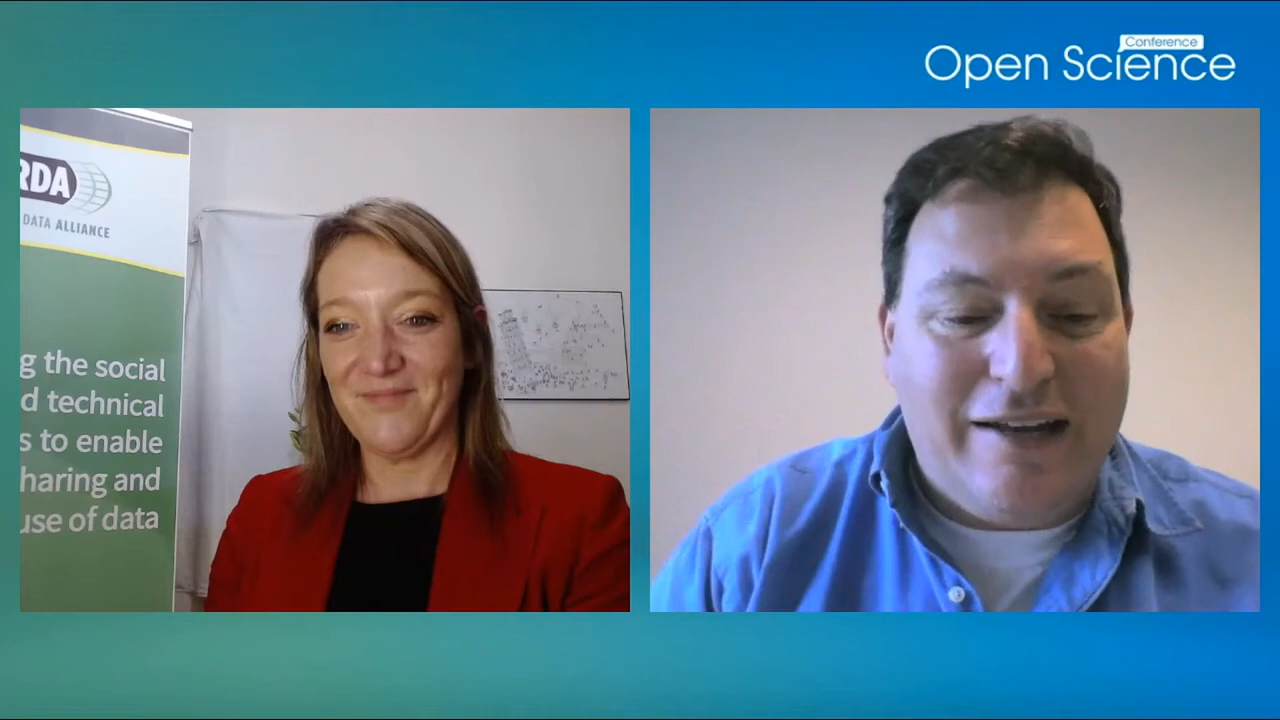 Conference
Open Science
RDA
DATA ALLIANCE
g the social
d technical
s to enable
haring and
use of data